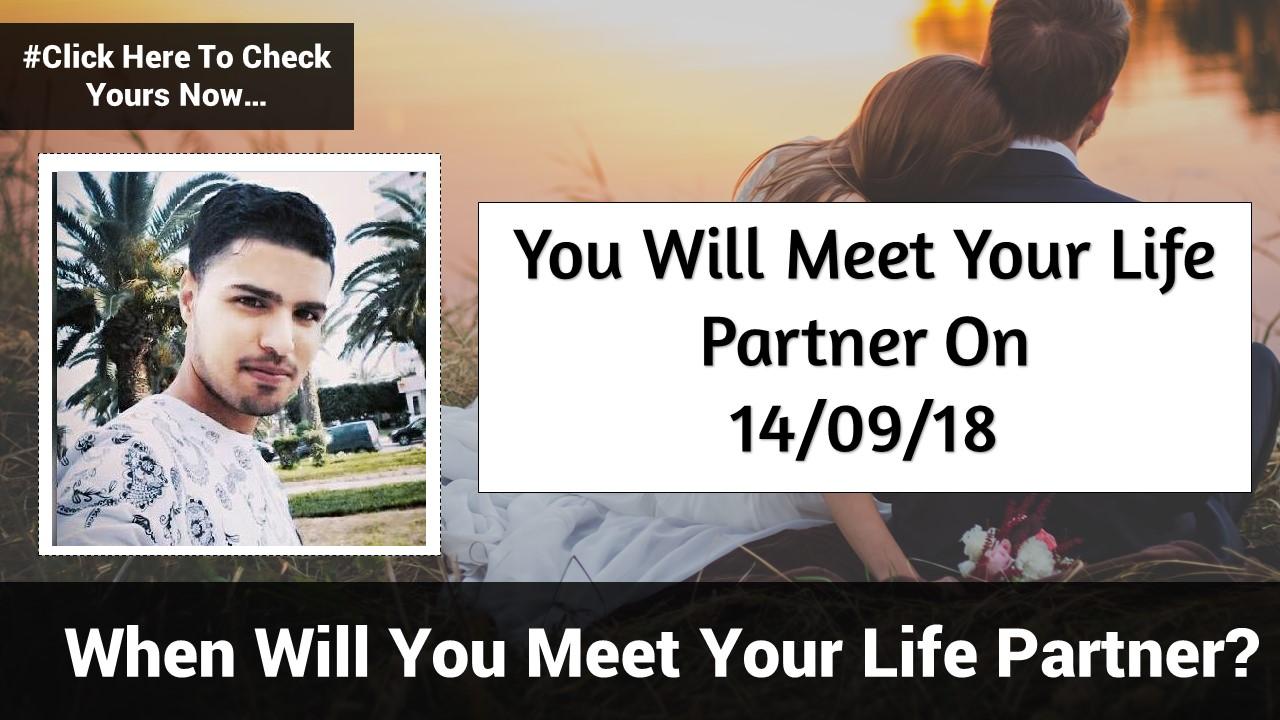 #Click Here To Check
Yours Now...
You Will Meet Your Life
Partner On
14/09/18
When Will You Meet Your Life Partner?